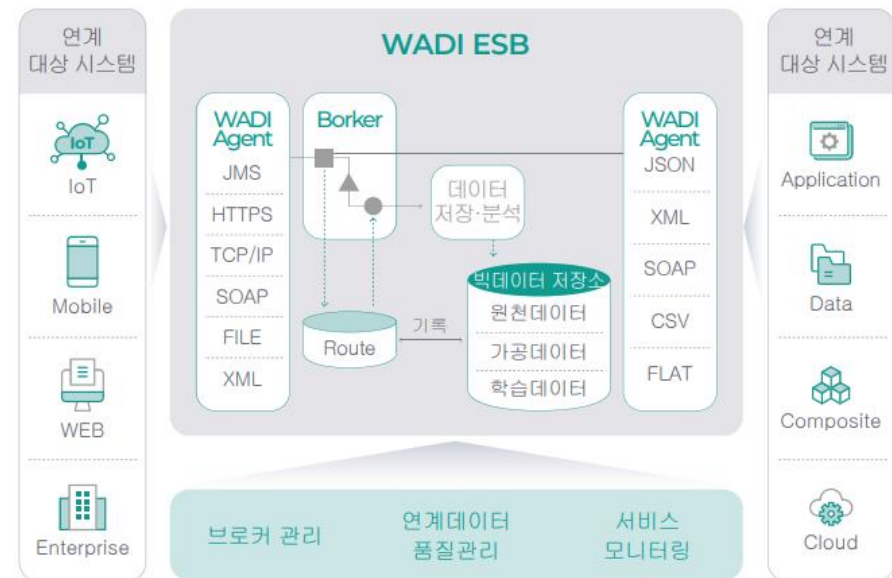 연계
대상 시스템
IoT
IoT
Mobile
WEB
Enterprise
WADI ESB
WADI
Agent
JMS
HTTPS
TCP/IP
SOAP
FILE
XML
Borker
Route
기록
데이터
저장·분석
빅데이터 저장소
원천데이터
가공데이터
학습데이터
WADI
Agent
JSON
XML
SOAP
CSV
FLAT
브로커 관리
연계데이터
품질관리
서비스
모니터링
연계
대상 시스템
Application
Data
Composite
Cloud